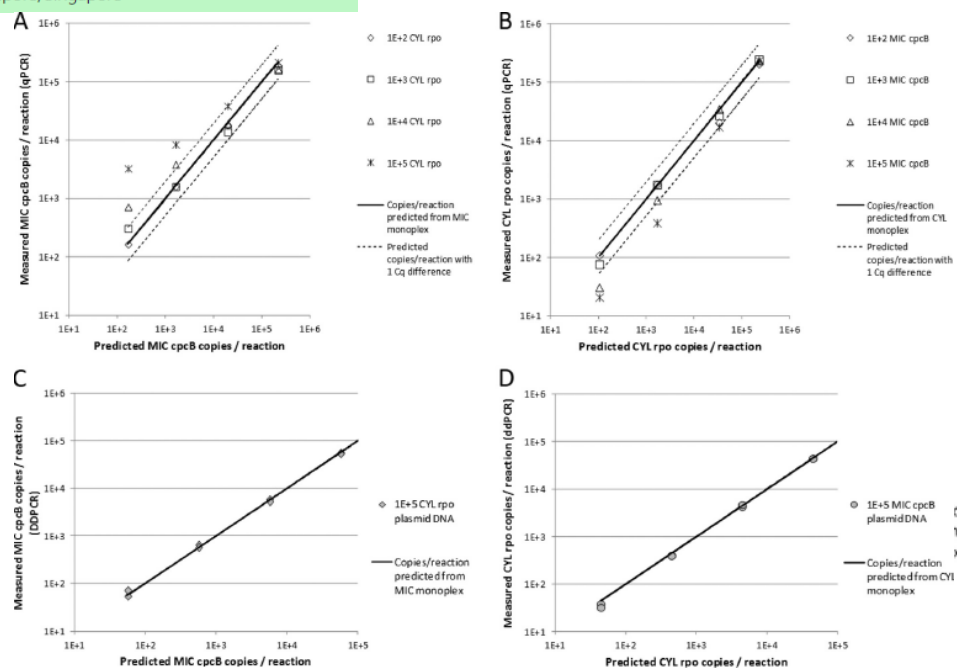 A
1E+6
1E+5
1E+4
1E+3
1E+2
1E+1
Measured MIC cpcB copies / reaction (qPCR)
1E+1 1E+2 1E+3 1E+4 1E+5 1E+6
Predicted MIC cpcB copies / reaction
1E+2 CYL rpo
1E+3 CYL rpo
1E+4 CYL rpo
1E+5 CYL rpo
Copies/reaction
predicted from MIC
monoplex
Predicted
copies/reaction with
1 Cq difference
B
1E+6
1E+5
1E+4
1E+3
1E+2
1E+1
Measured CYL rpo copies / reaction (qPCR)
1E+1 1E+2 1E+3 1E+4 1E+5 1E+6
Predicted CYL rpo copies / reaction
1E+2 MIC cpcB
1E+3 MIC cpcB
1E+4 MIC cpcB
1E+5 MIC cpcB
Copies/reaction
predicted from CYL
monoplex
Predicted
copies/reaction with
1 Cq difference
C
1E+6
1E+5
1E+4
1E+3
1E+2
1E+1
Measured MIC cpcB copies / reaction
(DDPCR)
1E+1 1E+2 1E+3 1E+4 1E+5
Predicted MIC cpcB copies / reaction
1E+5 CYL rpo
plasmid DNA
Copies/reaction
predicted from
MIC monoplex
D
1E+6
1E+5
1E+4
1E+3
1E+2
1E+1
Measured CYL rpo copies / reaction (ddPCR)
1E+1 1E+2 1E+3 1E+4 1E+5
Predicted CYL rpo copies / reaction
1E+5 MIC cpcB
plasmid DNA
Copies/reaction
predicted from CYL
monoplex